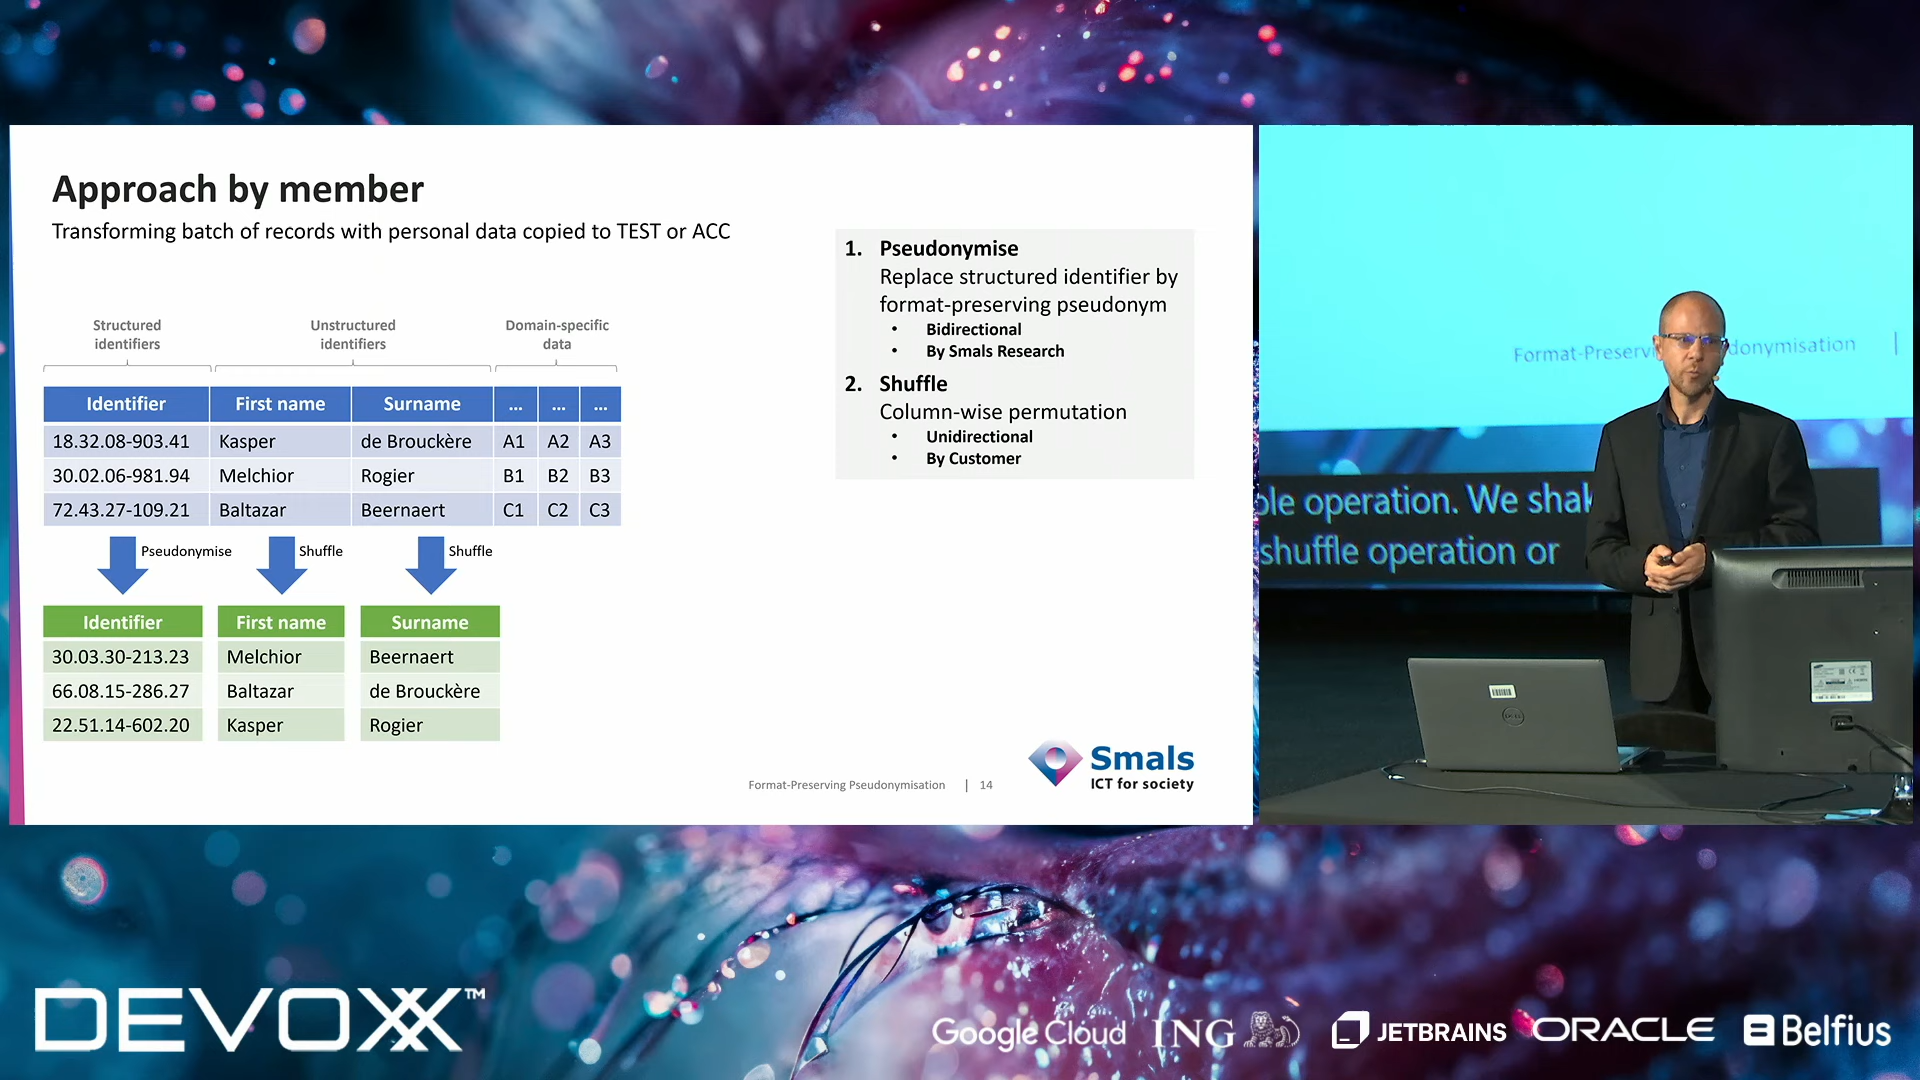 Approach by member
Transforming batch of records with personal data copied to TEST or ACC
Structured
identifiers
Unstructured
identifiers
Domain-specific
data
Identifier First name Surname ... ... ...
18.32.08-903.41 Kasper de Brouckère A1 A2 A3
30.02.06-981.94 Melchior Rogier B1 B2 B3
72.43.27-109.21 Baltazar Beernaert C1 C2 C3
Pseudonymise Shuffle Shuffle
Identifier First name Surname
30.03.30-213.23 Melchior Beernaert
66.08.15-286.27 Baltazar de Brouckère
22.51.14-602.20 Kasper Rogier
1. Pseudonymise
Replace structured identifier by
format-preserving pseudonym
• Bidirectional
• By Smals Research
2. Shuffle
Column-wise permutation
• Unidirectional
• By Customer
Format-Preserving Pseudonymisation | 14
Smals
ICT for society
Format-Preserv donymisation |
ble operation. We shak
shuffle operation or
DELL
DEVOXX™
Google Cloud
ING
JETBRAINS
ORACLE
Belfius